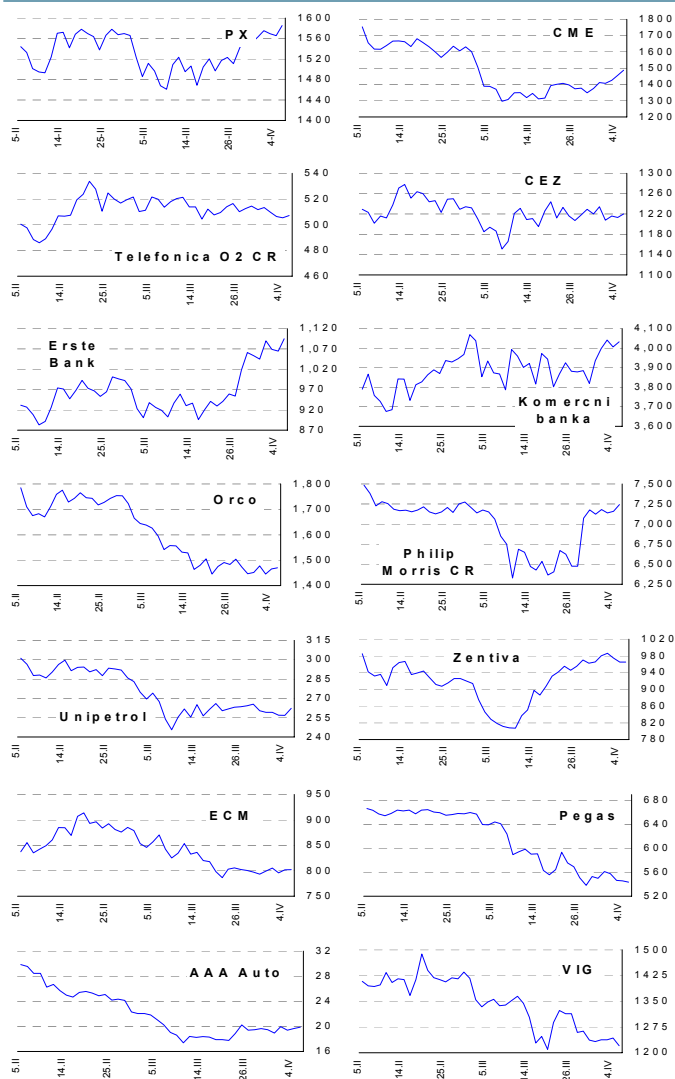 PX
1600
1560
1520
1480
1440
1400
5-II
14-II
25-II
5-III
14-III
26-III
4-IV
CME
1800
1700
1600
1500
1400
1300
1200
5.II
14.II
25.II
5.III
14.III
26.III
4.IV
Telefonica O2 CR
540
520
500
480
460
5.II
14.II
25.II
5.III
14.III
26.III
4.IV
CEZ
1300
1260
1220
1180
1140
1100
5.II
14.II
25.II
5.III
14.III
26.III
4.IV
Erste
Bank
1,120
1,070
1,020
970
920
870
5.II
14.II
25.II
5.III
14.III
26.III
4.IV
Komercni
banka
4,100
4,000
3,900
3,800
3,700
3,600
5.II
14.II
25.II
5.III
14.III
26.III
4.IV
Orco
1,800
1,700
1,600
1,500
1,400
5.II
14.II
25.II
5.III
14.III
26.III
4.IV
Philip
Morris CR
7,500
7,250
7,000
6,750
6,500
6,250
5.II
14.II
25.II
5.III
14.III
26.III
4.IV
Unipetrol
315
300
285
270
255
240
5.II
14.II
25.II
5.III
14.III
26.III
4.IV
Zentiva
1020
980
940
900
860
820
780
5.II
14.II
25.II
5.III
14.III
26.III
4.IV
ECM
950
900
850
800
750
5.II
14.II
25.II
5.III
14.III
26.III
4.IV
Pegas
680
640
600
560
520
5.II
14.II
25.II
5.III
14.III
26.III
4.IV
AAA Auto
32
28
24
20
16
5.II
14.II
25.II
5.III
14.III
26.III
4.IV
VIG
1500
1425
1350
1275
1200
5.II
14.II
25.II
5.III
14.III
26.III
4.IV